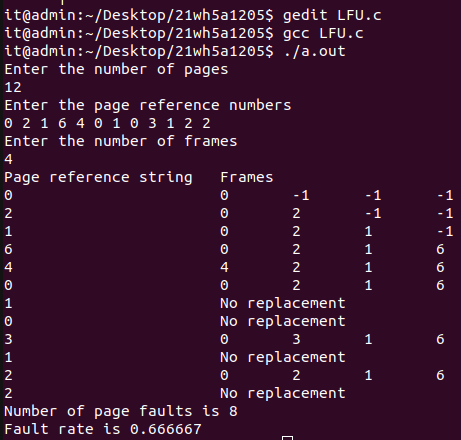 it@admin:~/Desktop/21wh5a1205$ gedit LFU.c
it@admin:~/Desktop/21wh5a1205$ gcc LFU.c
it@admin:~/Desktop/21wh5a1205$ ./a.out
Enter the number of pages
12
Enter the page reference numbers
0 2 1 6 4 0 1 0 3 1 2 2
Enter the number of frames
4
Page reference string Frames
0 0 -1 -1 -1
2 0 2 -1 -1
1 0 2 1 -1
6 0 2 1 6
4 4 2 1 6
0 0 2 1 6
1 No replacement
0 No replacement
3 0 3 1 6
1 No replacement
2 0 2 1 6
2 No replacement
Number of page faults is 8
Fault rate is 0.666667